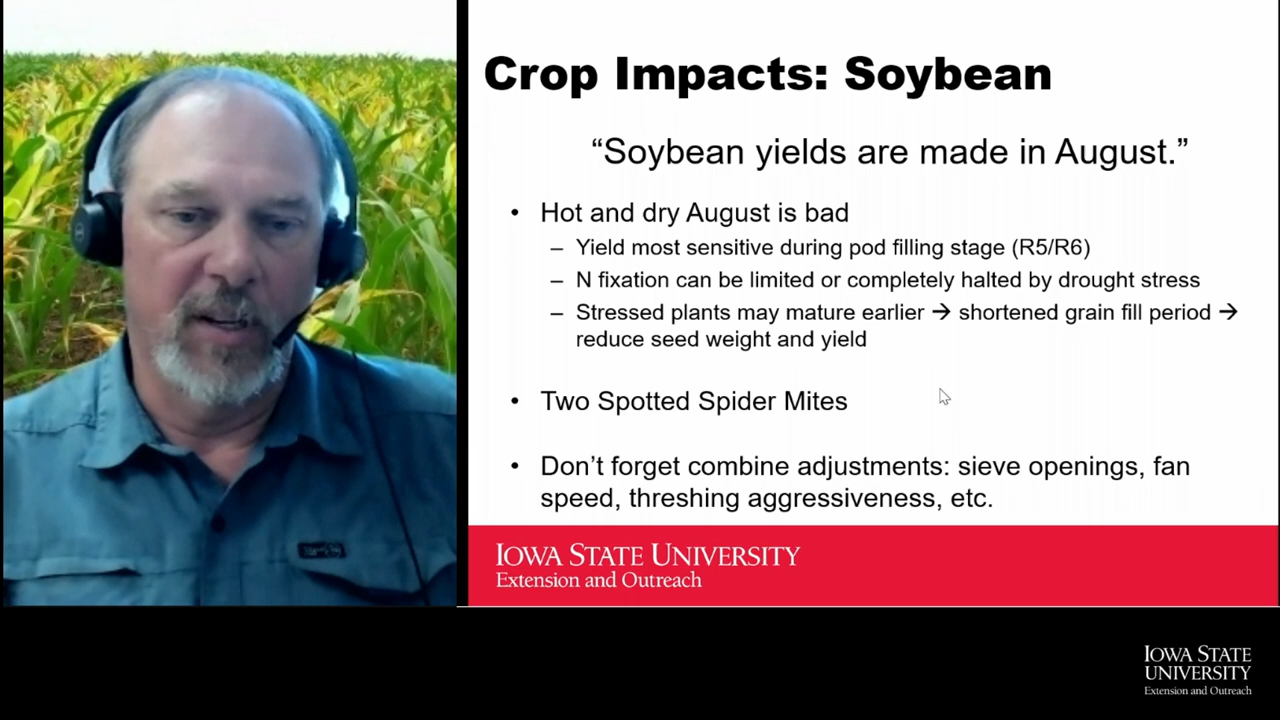 Crop Impacts: Soybean
“Soybean yields are made in August.”
• Hot and dry August is bad
– Yield most sensitive during pod filling stage (R5/R6)
– N fixation can be limited or completely halted by drought stress
– Stressed plants may mature earlier → shortened grain fill period →
reduce seed weight and yield
• Two Spotted Spider Mites
• Don’t forget combine adjustments: sieve openings, fan
speed, threshing aggressiveness, etc.
IOWA STATE UNIVERSITY
Extension and Outreach
IOWA STATE
UNIVERSITY
Extension and Outreach